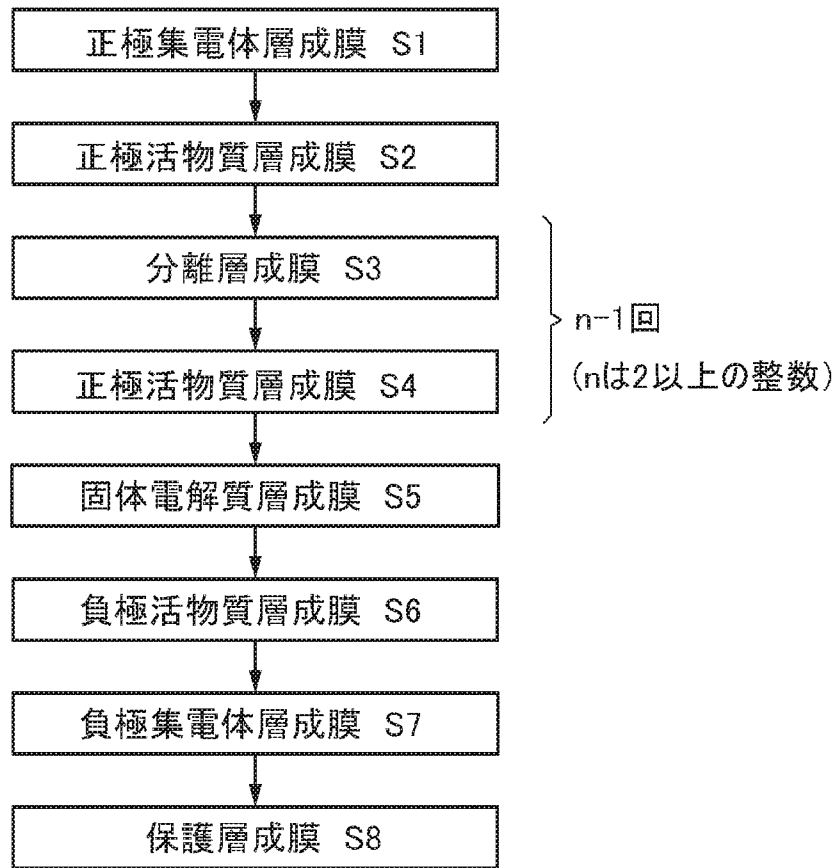 正極集電体層成膜 S1
正極活物質層成膜 S2
分離層成膜 S3
正極活物質層成膜 S4
n-1回
(nは2以上の整数)
固体電解質層成膜 S5
負極活物質層成膜 S6
負極集電体層成膜 S7
保護層成膜 S8